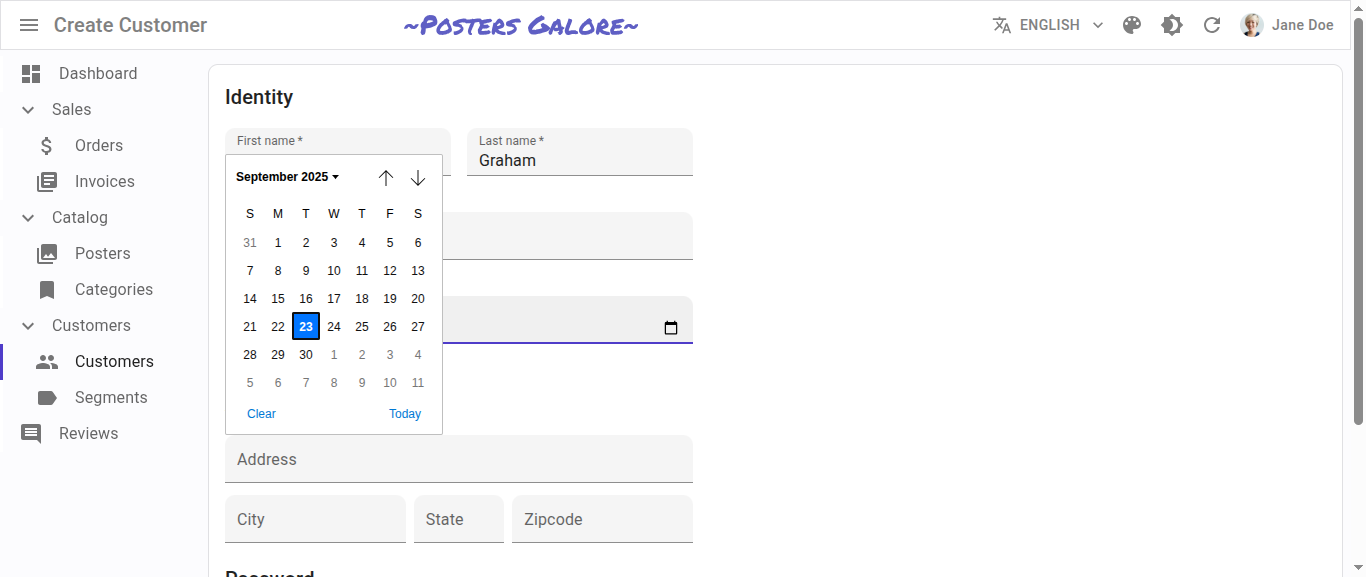 Create Customer
~Posters Galore~
ENGLISH
Jane Doe
Dashboard
Sales
Orders
Invoices
Catalog
Posters
Categories
Customers
Customers
Segments
Reviews
Identity
First name *
Last name *
Graham
September 2025
S M T W T F S
31 1 2 3 4 5 6
7 8 9 10 11 12 13
14 15 16 17 18 19 20
21 22 23 24 25 26 27
28 29 30 1 2 3 4
5 6 7 8 9 10 11
Clear Today
Address
City
State
Zipcode
Password